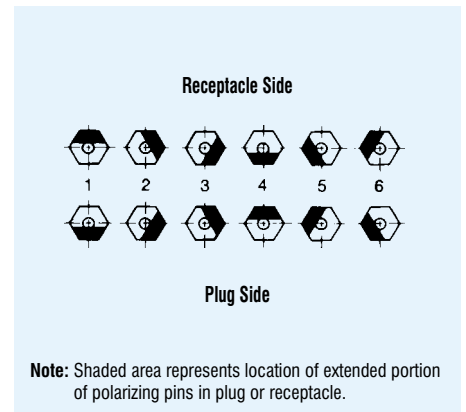 Receptacle Side
1 2 3 4 5 6
Plug Side
Note: Shaded area represents location of extended portion
of polarizing pins in plug or receptacle.